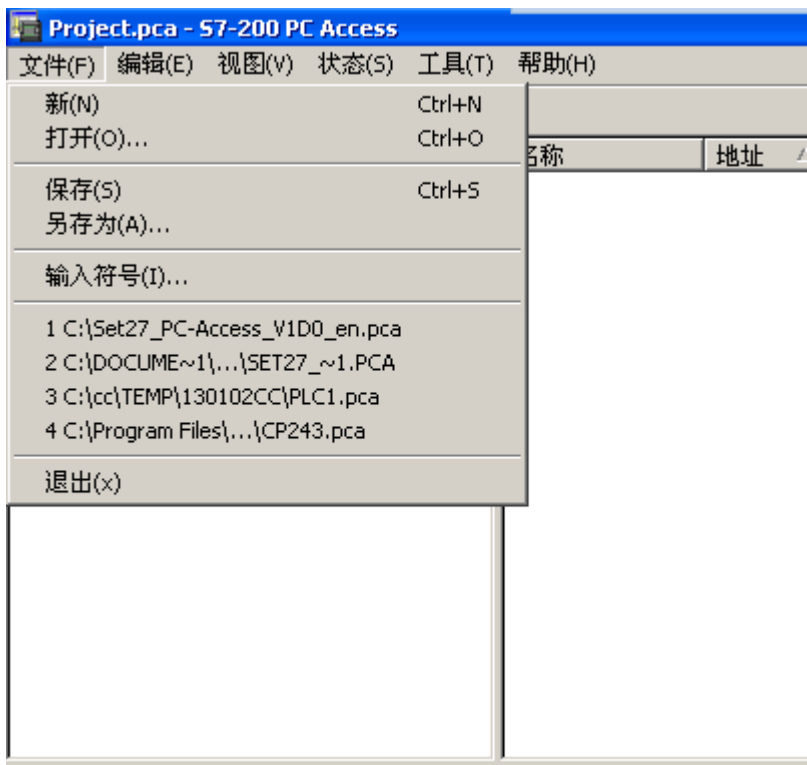 Project.pca - S7-200 PC Access
文件(F) 编辑(E) 视图(V) 状态(S) 工具(T) 帮助(H)
新(N) Ctrl+N
打开(O)... Ctrl+O
名称 地址
保存(S) Ctrl+S
另存为(A)...
输入符号(I)...
1 C:\Set27_PC-Access_V1D0_en.pca
2 C:\DOCUME~1\...\SET27_~1.PCA
3 C:\cc\TEMP\130102CC\PLC1.pca
4 C:\Program Files\...\CP243.pca
退出(x)